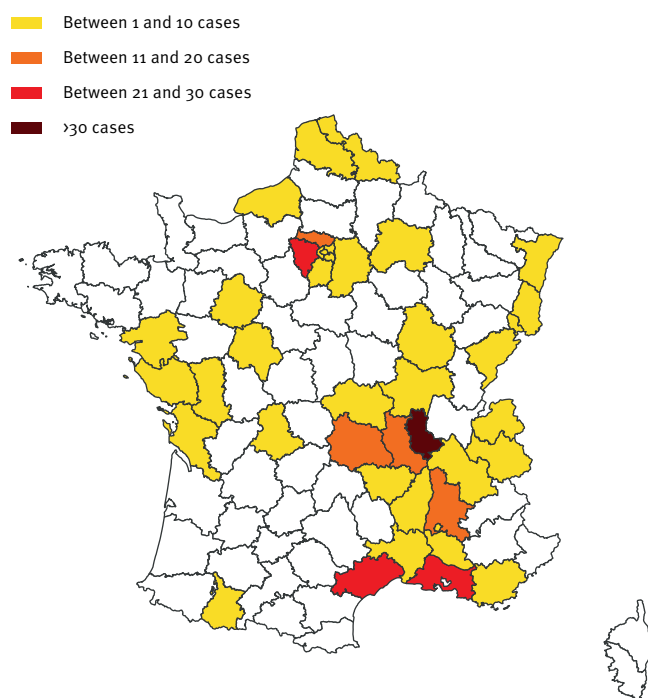 Between 1 and 10 cases
Between 11 and 20 cases
Between 21 and 30 cases
>30 cases